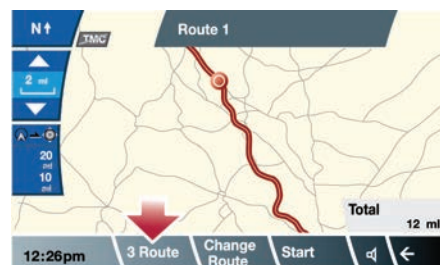 N
Route 1
TMC
2 mi
20
mi
10
mi
Total
12 mi
12:26pm
3 Route
Change
Route
Start